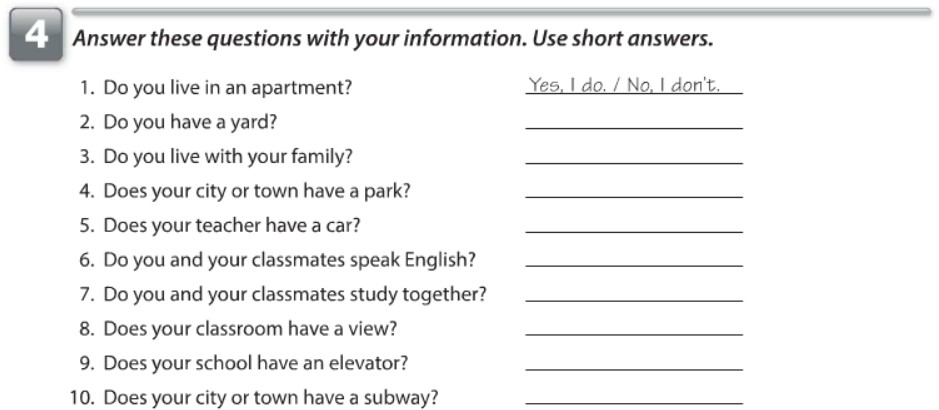 4 Answer these questions with your information. Use short answers.
1. Do you live in an apartment? Yes, I do. / No, I don't.
2. Do you have a yard?
3. Do you live with your family?
4. Does your city or town have a park?
5. Does your teacher have a car?
6. Do you and your classmates speak English?
7. Do you and your classmates study together?
8. Does your classroom have a view?
9. Does your school have an elevator?
10. Does your city or town have a subway?